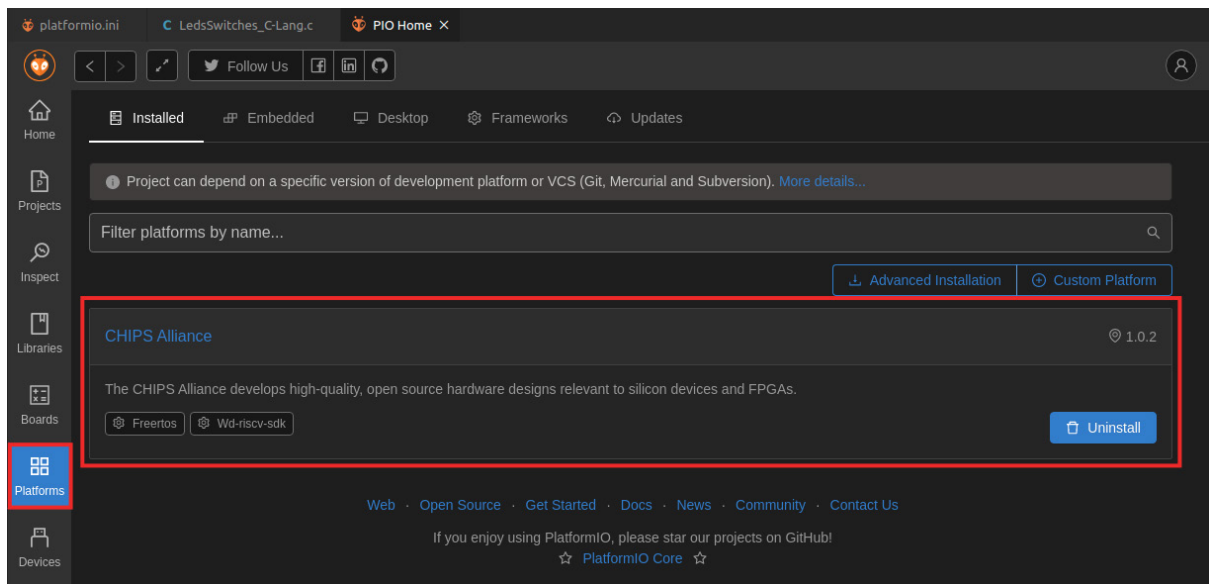 platformio.ini C LedsSwitches_C-Lang.c PIO Home ×
< > Follow Us
Home
Installed Embedded Desktop Frameworks Updates
Projects
Project can depend on a specific version of development platform or VCS (Git, Mercurial and Subversion). More details...
Filter platforms by name...
Inspect
Advanced Installation Custom Platform
Libraries
CHIPS Alliance 1.0.2
The CHIPS Alliance develops high-quality, open source hardware designs relevant to silicon devices and FPGAs.
Boards
Freertos Wd-riscv-sdk Uninstall
Platforms
Web · Open Source · Get Started · Docs · News · Community · Contact Us
If you enjoy using PlatformIO, please star our projects on GitHub!
☆ PlatformIO Core ☆
Devices